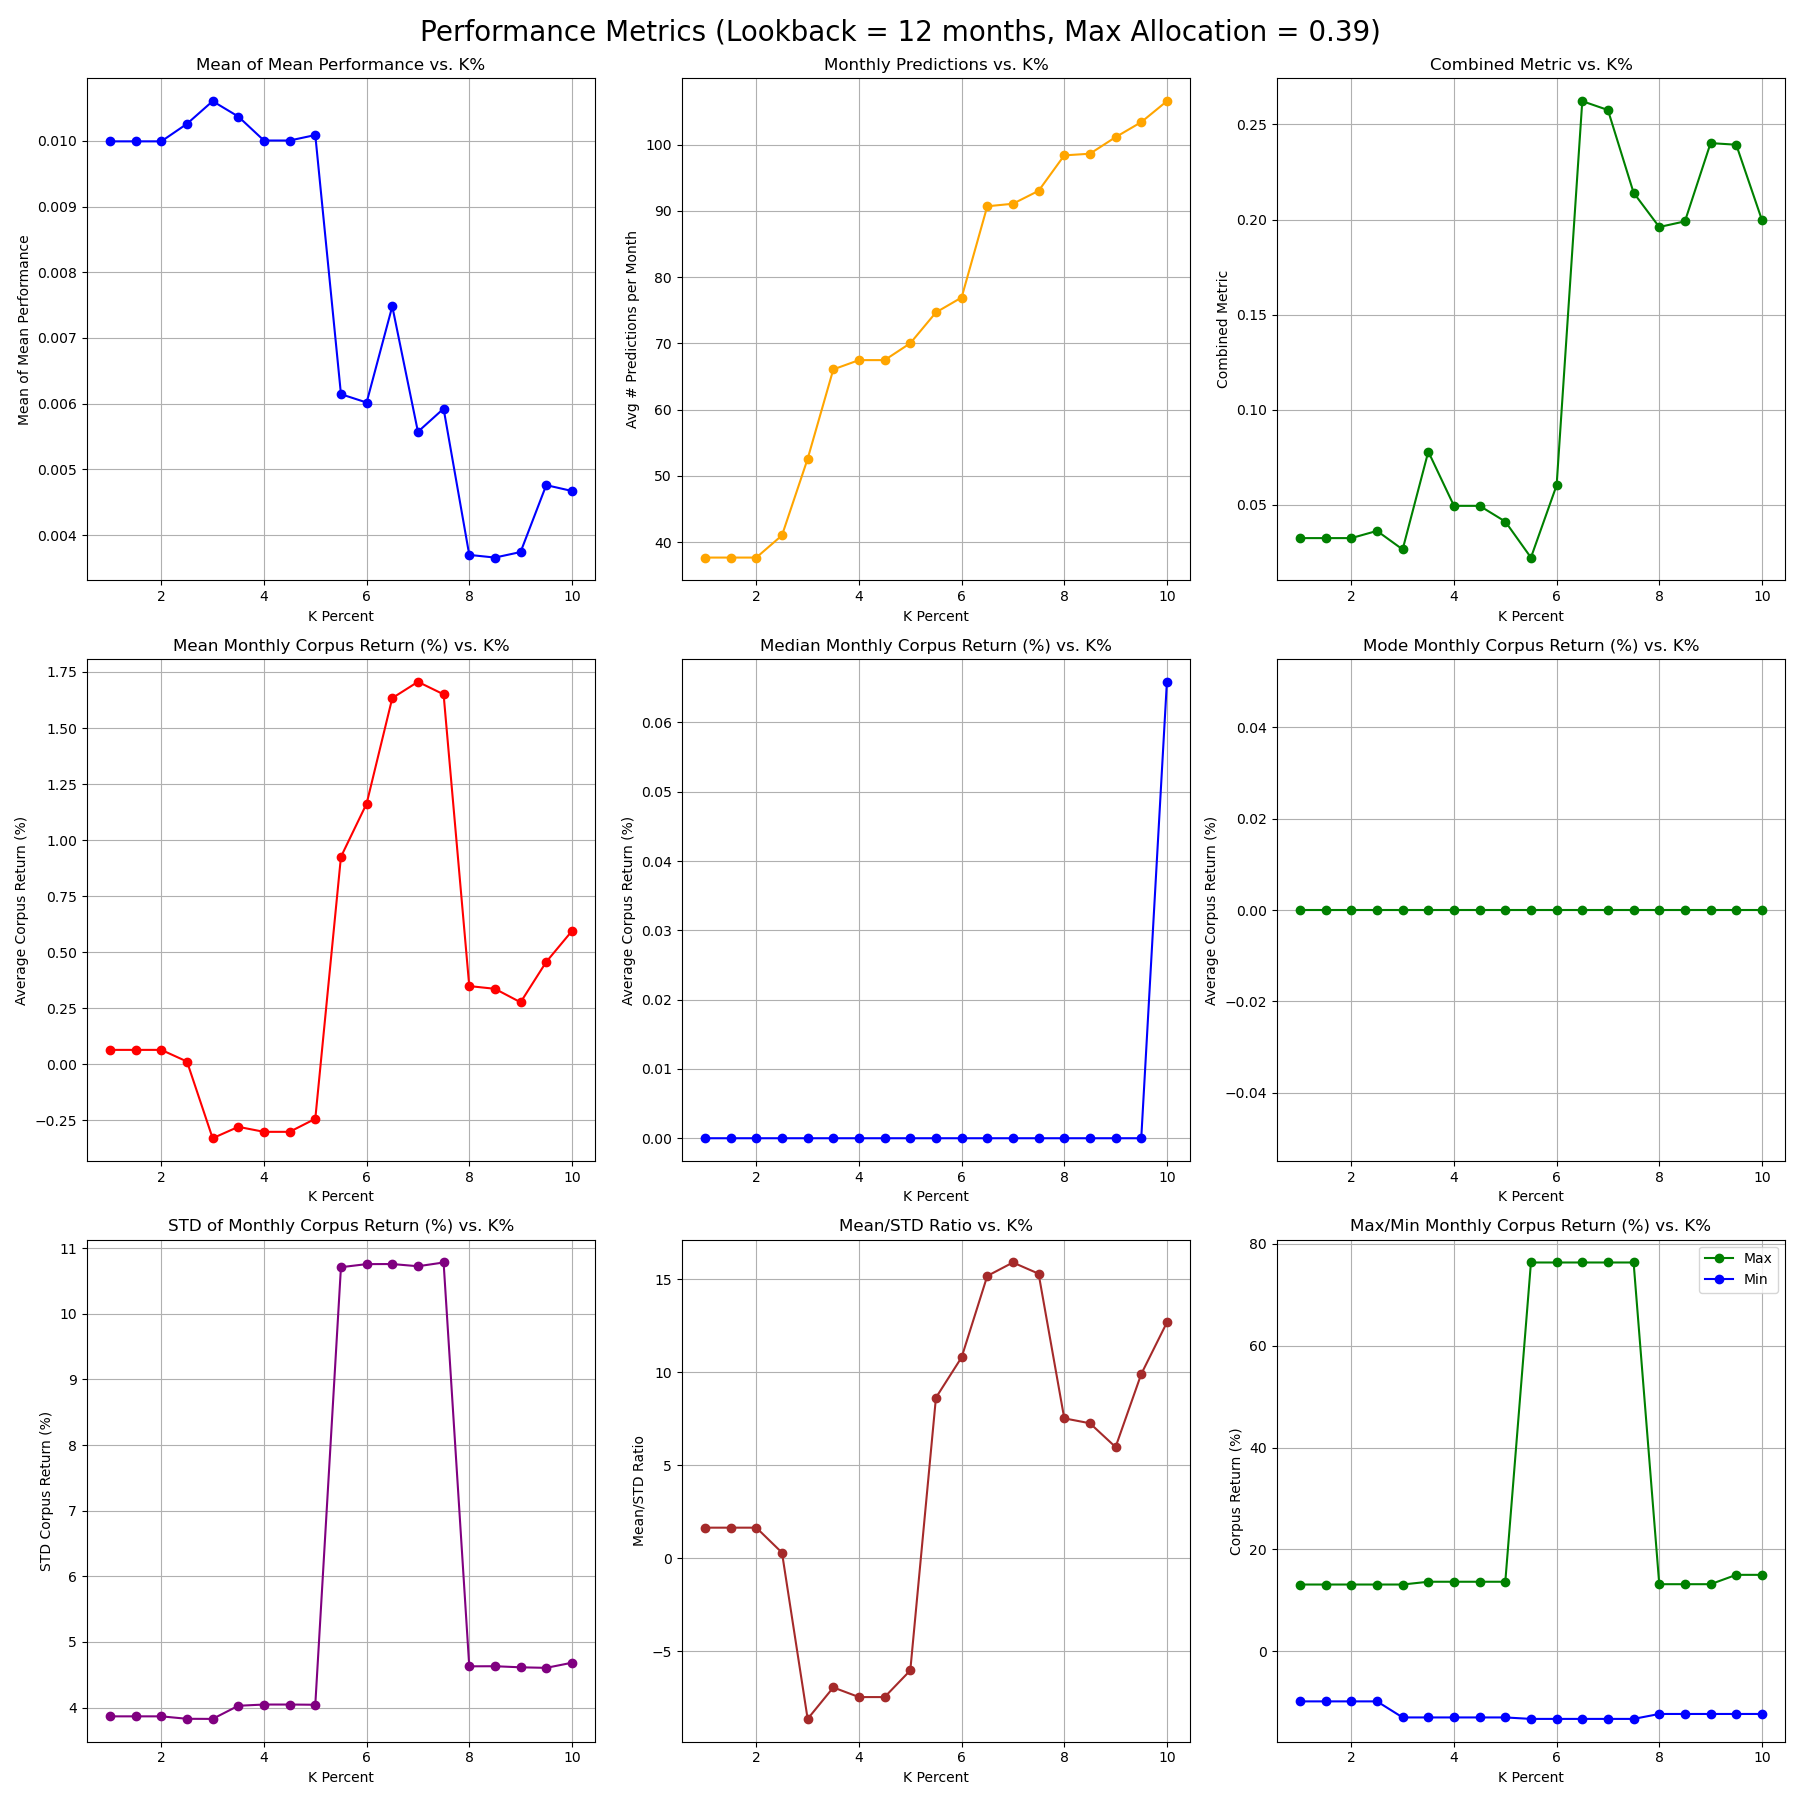 Performance Metrics (Lookback = 12 months, Max Allocation = 0.39)
Mean of Mean Performance vs. K%
Mean of Mean Performance
0.010
0.009
0.008
0.007
0.006
0.005
0.004
2 4 6 8 10
K Percent
Monthly Predictions vs. K%
Avg # Predictions per Month
100
90
80
70
60
50
40
2 4 6 8 10
K Percent
Combined Metric vs. K%
Combined Metric
0.25
0.20
0.15
0.10
0.05
2 4 6 8 10
K Percent
Mean Monthly Corpus Return (%) vs. K%
Average Corpus Return (%)
1.75
1.50
1.25
1.00
0.75
0.50
0.25
0.00
−0.25
2 4 6 8 10
K Percent
Median Monthly Corpus Return (%) vs. K%
Average Corpus Return (%)
0.06
0.05
0.04
0.03
0.02
0.01
0.00
2 4 6 8 10
K Percent
Mode Monthly Corpus Return (%) vs. K%
Average Corpus Return (%)
0.04
0.02
0.00
−0.02
−0.04
2 4 6 8 10
K Percent
STD of Monthly Corpus Return (%) vs. K%
STD Corpus Return (%)
11
10
9
8
7
6
5
4
2 4 6 8 10
K Percent
Mean/STD Ratio vs. K%
Mean/STD Ratio
15
10
5
0
−5
2 4 6 8 10
K Percent
Max/Min Monthly Corpus Return (%) vs. K%
Corpus Return (%)
80
60
40
20
0
Max
Min
2 4 6 8 10
K Percent